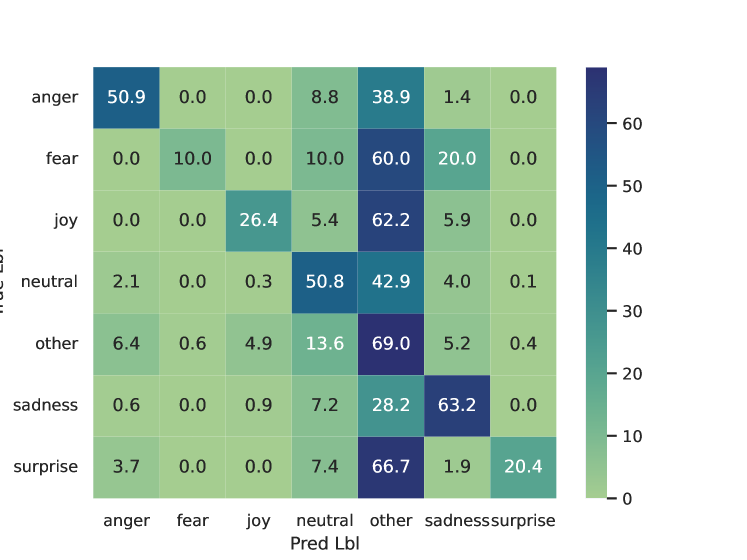 anger 50.9 0.0 0.0 8.8 38.9 1.4 0.0
60
fear 0.0 10.0 0.0 10.0 60.0 20.0 0.0
50
joy 0.0 0.0 26.4 5.4 62.2 5.9 0.0
40
neutral 2.1 0.0 0.3 50.8 42.9 4.0 0.1
30
other 6.4 0.6 4.9 13.6 69.0 5.2 0.4
20
sadness 0.6 0.0 0.9 7.2 28.2 63.2 0.0
10
surprise 3.7 0.0 0.0 7.4 66.7 1.9 20.4
0
anger fear joy neutral other sadness surprise
Pred Lbl